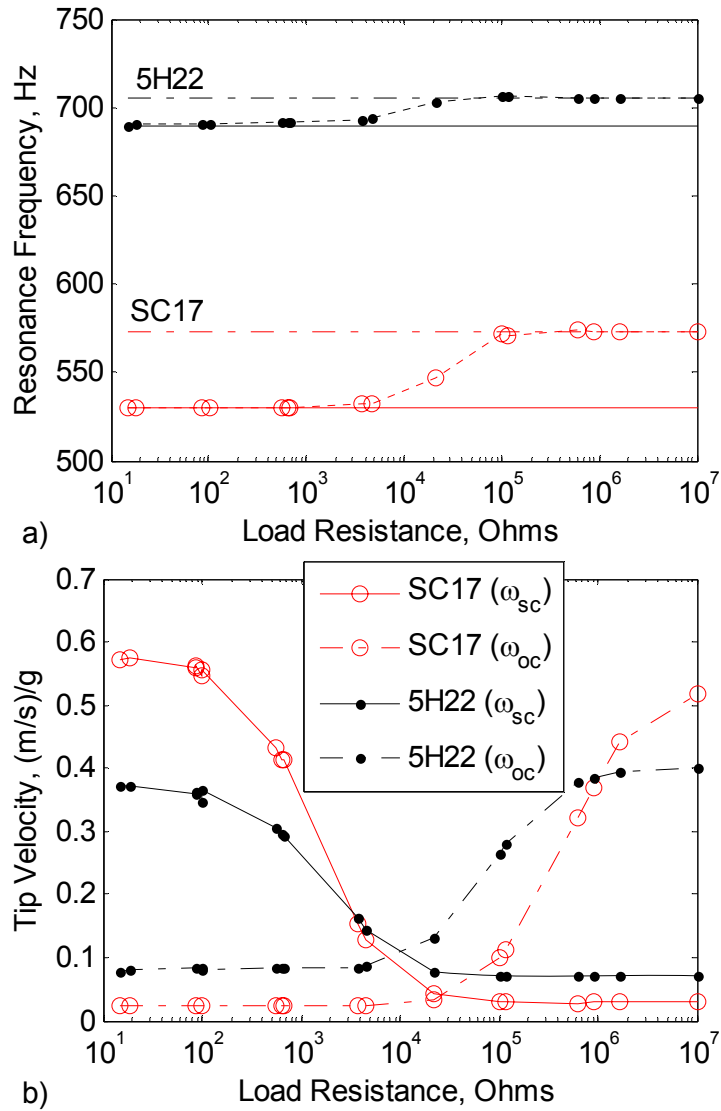 750
700
650
600
550
500
5H22
SC17
Resonance Frequency, Hz
10^1 10^2 10^3 10^4 10^5 10^6 10^7
Load Resistance, Ohms
a)
0.7
0.6
0.5
0.4
0.3
0.2
0.1
0
Tip Velocity, (m/s)/g
SC17 (ω_sc)
SC17 (ω_oc)
5H22 (ω_sc)
5H22 (ω_oc)
10^1 10^2 10^3 10^4 10^5 10^6 10^7
Load Resistance, Ohms
b)